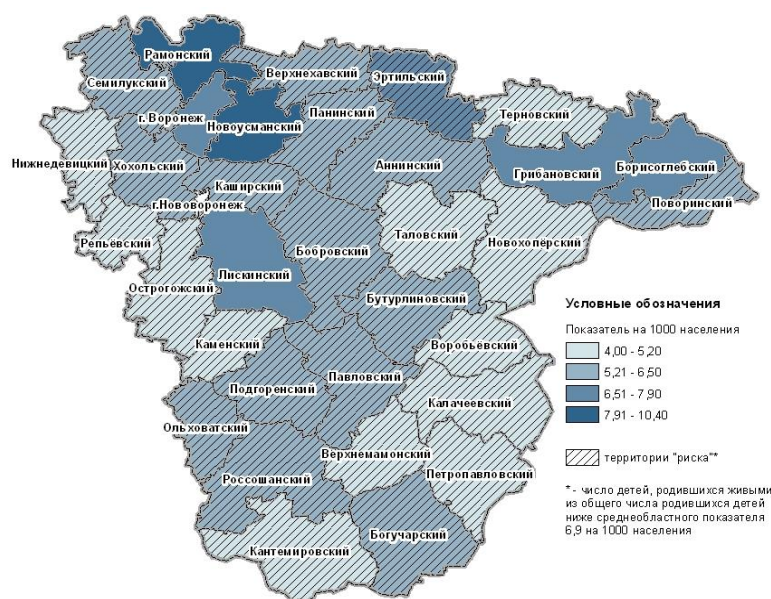 Рамонский
Семилукский
Верхнехавский
Эртильский
г. Воронеж
Новоусманский
Панинский
Терновский
Нижнедевицкий
Хохольский
Аннинский
Грибановский
Борисоглебский
Каширский
Поворинский
г.Нововоронеж
Репьёвский
Таловский
Новохопёрский
Бобровский
Лискинский
Острогожский
Бутурлиновский
Каменский
Воробьёвский
Павловский
Подгоренский
Калачеевский
Ольховатский
Верхнемамонский
Петропавловский
Россошанский
Богучарский
Кантемировский
Условные обозначения
Показатель на 1000 населения
4,00 - 5,20
5,21 - 6,50
6,51 - 7,90
7,91 - 10,40
территории "риска"*
* - число детей, родившихся живыми
из общего числа родившихся детей
ниже среднеобластного показателя
6,9 на 1000 населения